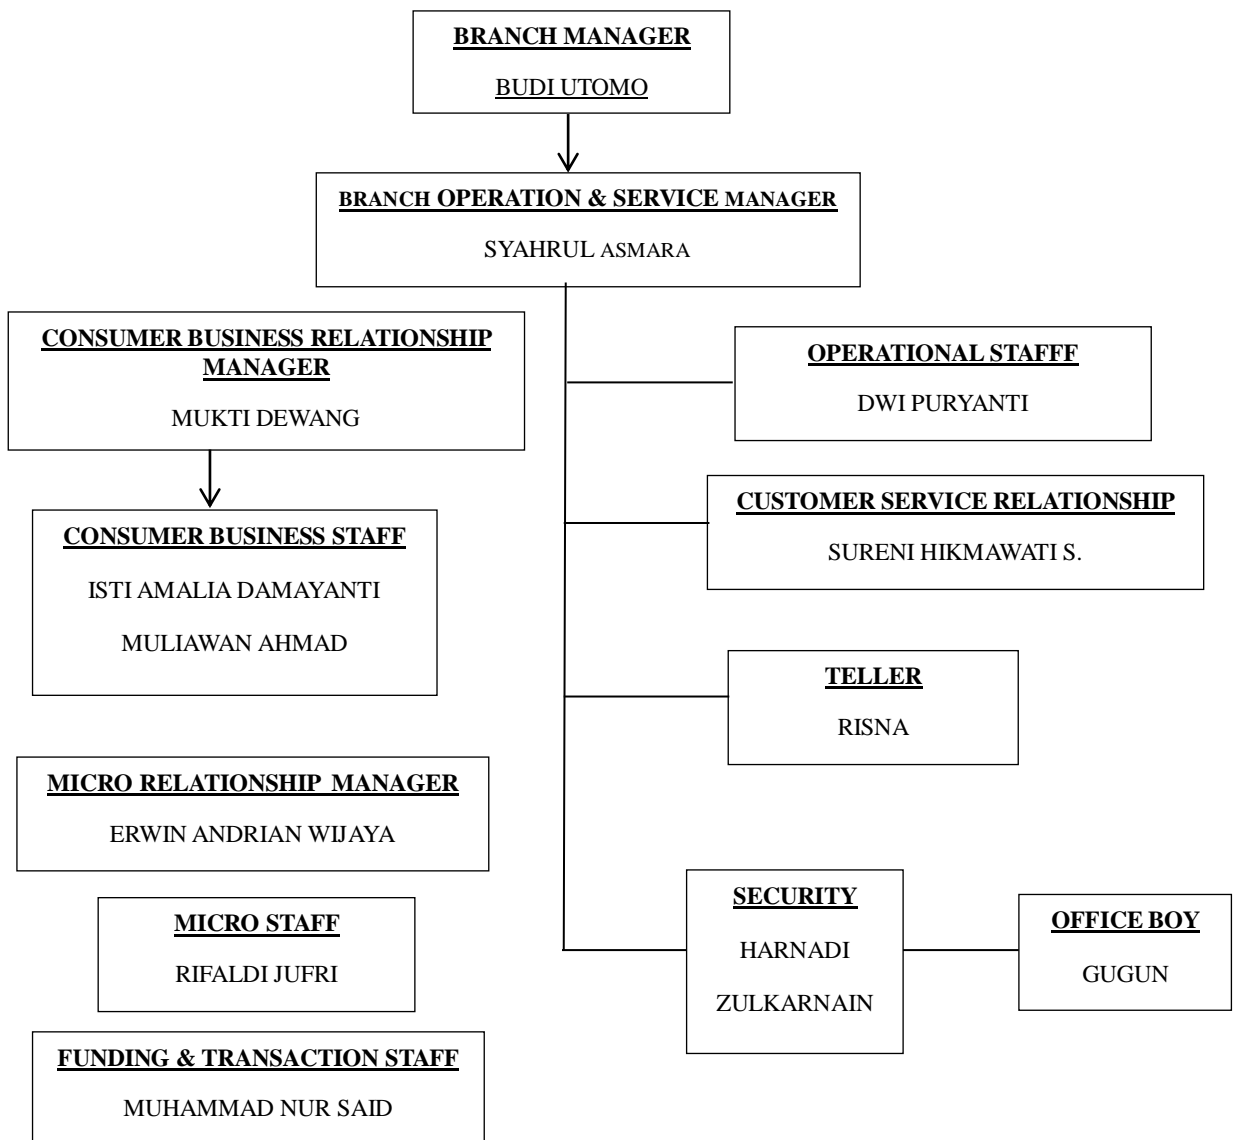 BRANCH MANAGER
BUDI UTOMO
BRANCH OPERATION & SERVICE MANAGER
SYAHRUL ASMARA
CONSUMER BUSINESS RELATIONSHIP
MANAGER
MUKTI DEWANG
CONSUMER BUSINESS STAFF
ISTI AMALIA DAMAYANTI
MULIAWAN AHMAD
MICRO RELATIONSHIP MANAGER
ERWIN ANDRIAN WIJAYA
MICRO STAFF
RIFALDI JUFRI
FUNDING & TRANSACTION STAFF
MUHAMMAD NUR SAID
OPERATIONAL STAFFF
DWI PURYANTI
CUSTOMER SERVICE RELATIONSHIP
SURENI HIKMAWATI S.
TELLER
RISNA
SECURITY
HARNADI
ZULKARNAIN
OFFICE BOY
GUGUN